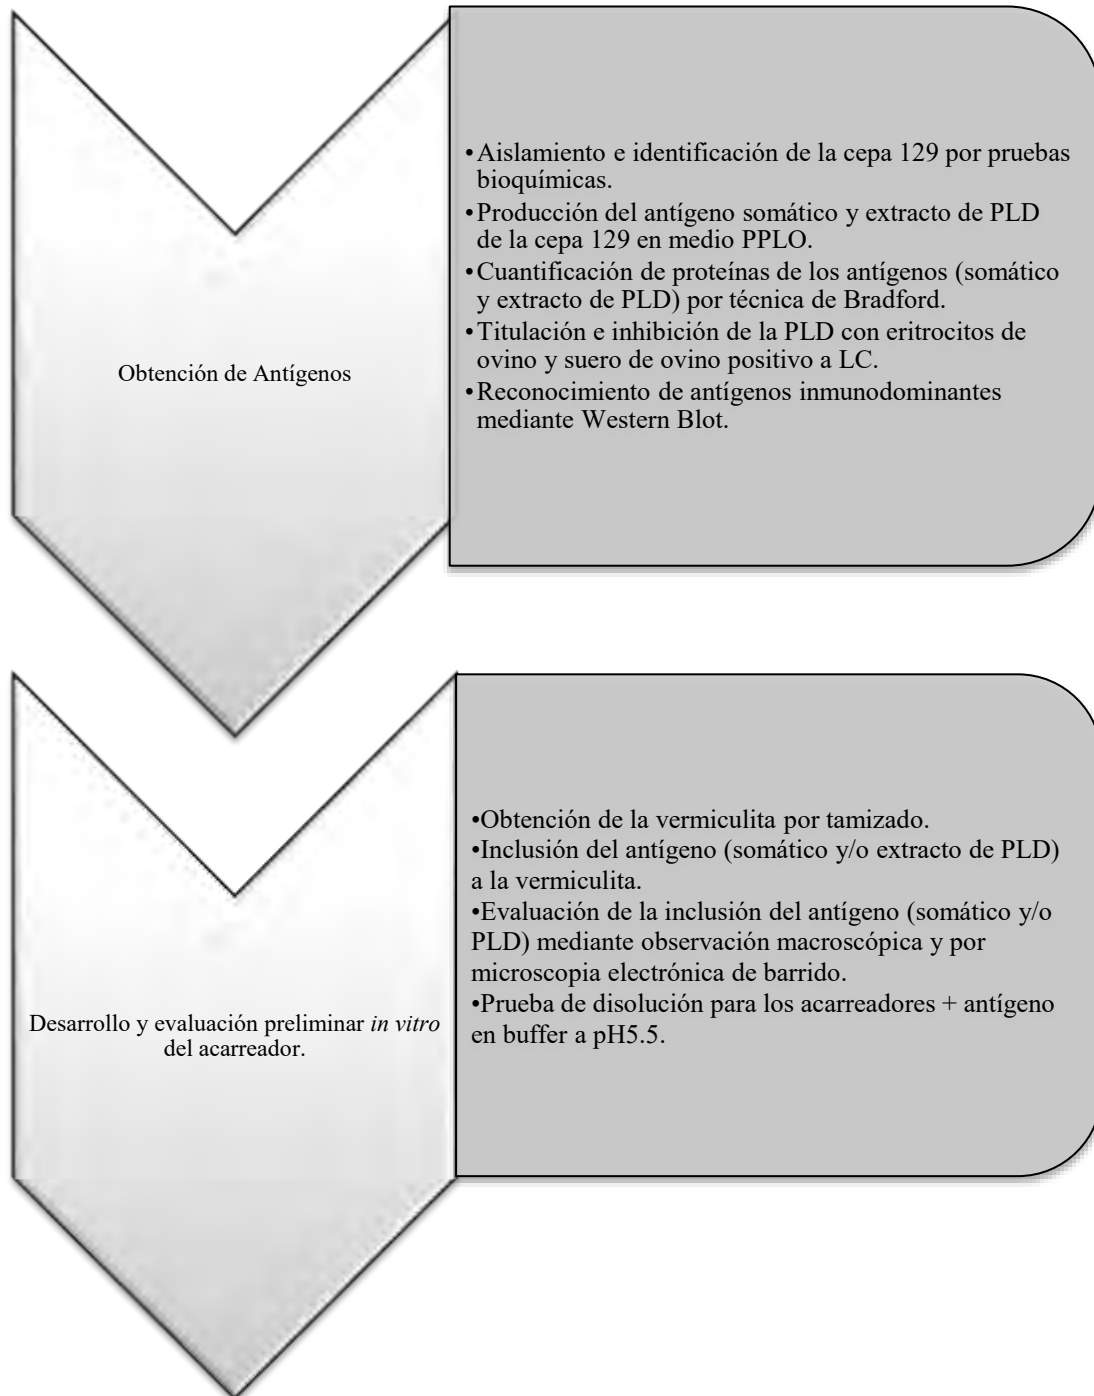 Obtención de Antígenos
•Aislamiento e identificación de la cepa 129 por pruebas
bioquímicas.
•Producción del antígeno somático y extracto de PLD
de la cepa 129 en medio PPLO.
•Cuantificación de proteínas de los antígenos (somático
y extracto de PLD) por técnica de Bradford.
•Titulación e inhibición de la PLD con eritrocitos de
ovino y suero de ovino positivo a LC.
•Reconocimiento de antígenos inmunodominantes
mediante Western Blot.
Desarrollo y evaluación preliminar in vitro
del acarreador.
•Obtención de la vermiculita por tamizado.
•Inclusión del antígeno (somático y/o extracto de PLD)
a la vermiculita.
•Evaluación de la inclusión del antígeno (somático y/o
PLD) mediante observación macroscópica y por
microscopia electrónica de barrido.
•Prueba de disolución para los acarreadores + antígeno
en buffer a pH5.5.